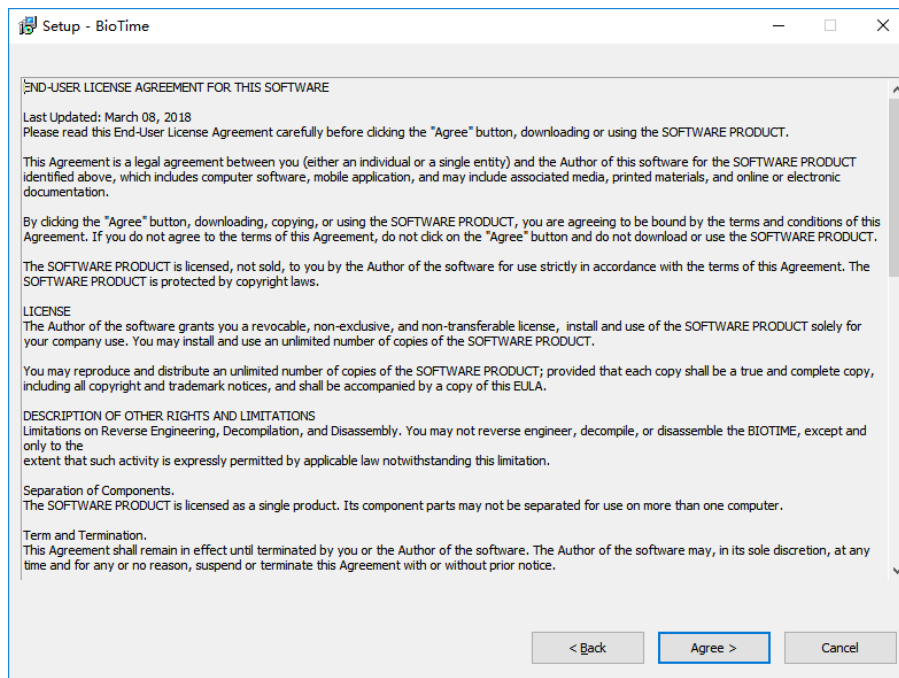 Setup - BioTime
END-USER LICENSE AGREEMENT FOR THIS SOFTWARE
Last Updated: March 08, 2018
Please read this End-User License Agreement carefully before clicking the "Agree" button, downloading or using the SOFTWARE PRODUCT.
This Agreement is a legal agreement between you (either an individual or a single entity) and the Author of this software for the SOFTWARE PRODUCT
identified above, which includes computer software, mobile application, and may include associated media, printed materials, and online or electronic
documentation.
By clicking the "Agree" button, downloading, copying, or using the SOFTWARE PRODUCT, you are agreeing to be bound by the terms and conditions of this
Agreement. If you do not agree to the terms of this Agreement, do not click on the "Agree" button and do not download or use the SOFTWARE PRODUCT.
The SOFTWARE PRODUCT is licensed, not sold, to you by the Author of the software for use strictly in accordance with the terms of this Agreement. The
SOFTWARE PRODUCT is protected by copyright laws.
LICENSE
The Author of the software grants you a revocable, non-exclusive, and non-transferable license, install and use of the SOFTWARE PRODUCT solely for
your company use. You may install and use an unlimited number of copies of the SOFTWARE PRODUCT.
You may reproduce and distribute an unlimited number of copies of the SOFTWARE PRODUCT; provided that each copy shall be a true and complete copy,
including all copyright and trademark notices, and shall be accompanied by a copy of this EULA.
DESCRIPTION OF OTHER RIGHTS AND LIMITATIONS
Limitations on Reverse Engineering, Decompilation, and Disassembly. You may not reverse engineer, decompile, or disassemble the BIOTIME, except and
only to the
extent that such activity is expressly permitted by applicable law notwithstanding this limitation.
Separation of Components.
The SOFTWARE PRODUCT is licensed as a single product. Its component parts may not be separated for use on more than one computer.
Term and Termination.
This Agreement shall remain in effect until terminated by you or the Author of the software. The Author of the software may, in its sole discretion, at any
time and for any or no reason, suspend or terminate this Agreement with or without prior notice.
< Back
Agree >
Cancel